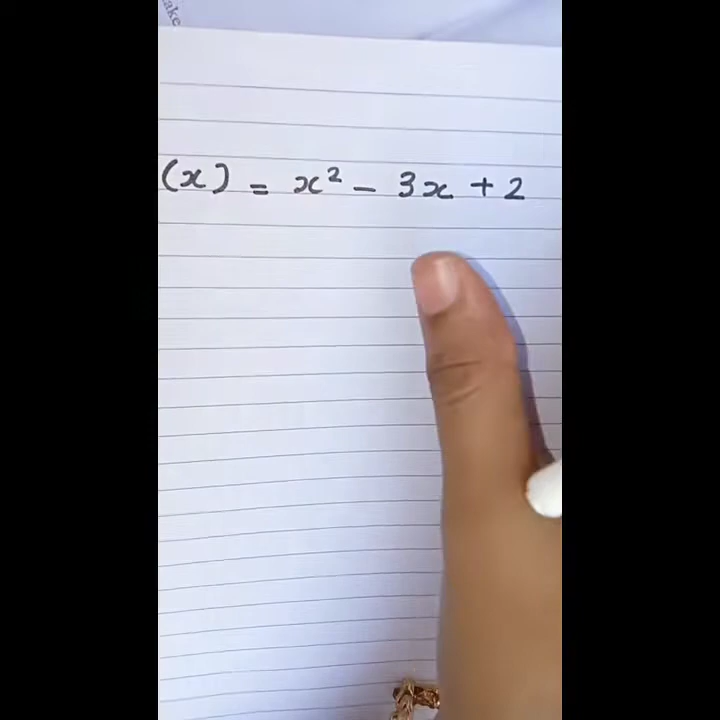 (x) = x² - 3x + 2